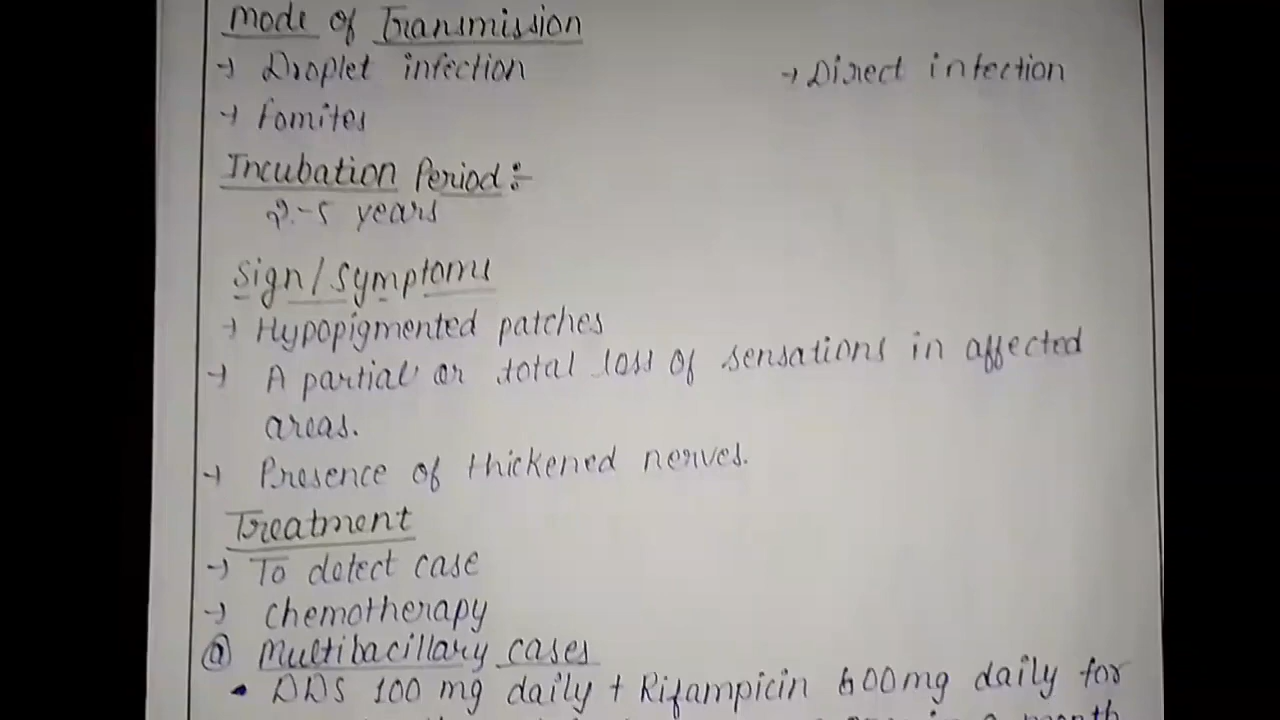 Mode of Transmission
→ Droplet infection → Direct infection
→ Fomites
Incubation Period :-
2-5 years
Sign/Symptoms
→ Hypopigmented patches
→ A partial or total loss of sensations in affected
areas.
→ Presence of thickened nerves.
Treatment
→ To detect case
→ Chemotherapy
ⓐ Multibacillary cases
• DDS 100 mg daily + Rifampicin 600mg daily for
in a month